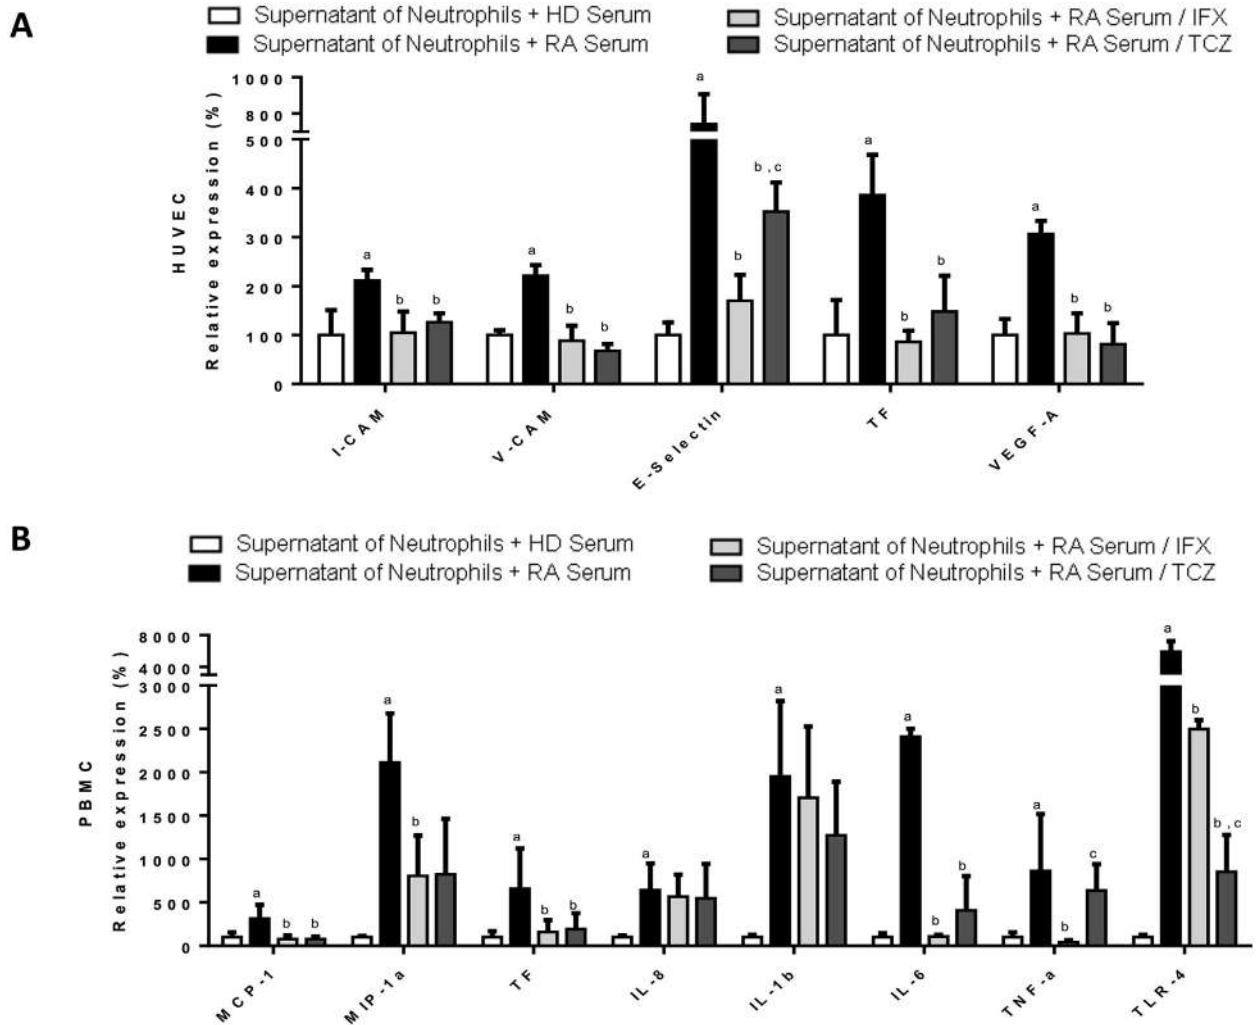 A
Supernatant of Neutrophils + HD Serum
Supernatant of Neutrophils + RA Serum
Supernatant of Neutrophils + RA Serum / IFX
Supernatant of Neutrophils + RA Serum / TCZ
HUVEC
Relative expression (%)
1000
800
500
400
300
200
100
0
a
b
b
a
b
b
a
b
b , c
a
b
b
a
b
b
I-CAM
V-CAM
E-Selectin
TF
VEGF-A
B
Supernatant of Neutrophils + HD Serum
Supernatant of Neutrophils + RA Serum
Supernatant of Neutrophils + RA Serum / IFX
Supernatant of Neutrophils + RA Serum / TCZ
PBMC
Relative expression (%)
8000
4000
3000
2500
2000
1500
1000
500
0
a
b
b
a
b
a
b
b
a
a
a
b
b
a
b
c
a
b
b , c
MCP-1
MIP-1a
TF
IL-8
IL-1b
IL-6
TNF-a
TLR-4